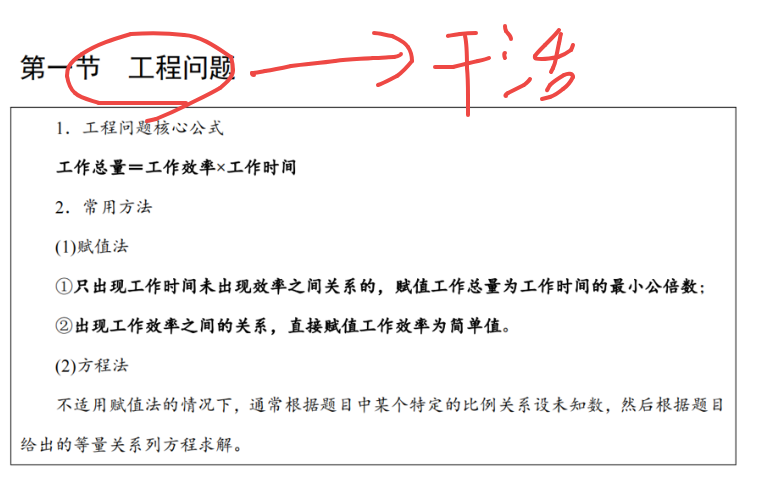 第一节 工程问题
干活
1．工程问题核心公式
工作总量＝工作效率×工作时间
2．常用方法
(1)赋值法
①只出现工作时间未出现效率之间关系的，赋值工作总量为工作时间的最小公倍数；
②出现工作效率之间的关系，直接赋值工作效率为简单值。
(2)方程法
不适用赋值法的情况下，通常根据题目中某个特定的比例关系设未知数，然后根据题目
给出的等量关系列方程求解。